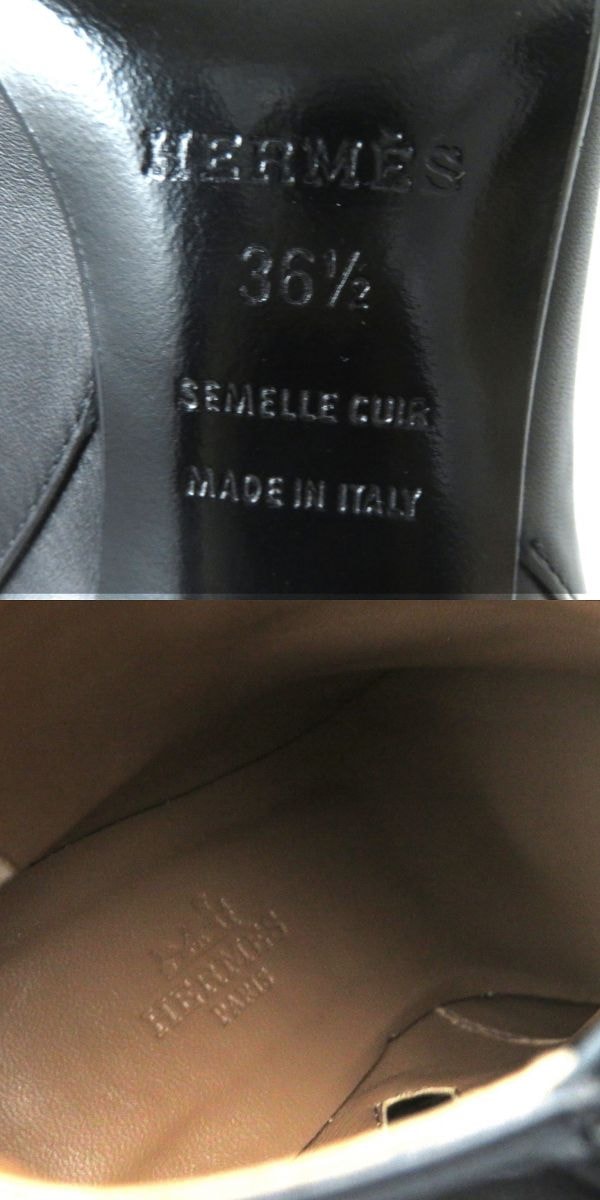 HERMÈS
36½
SEMELLE CUIR
MADE IN ITALY
HERMÈS
PARIS